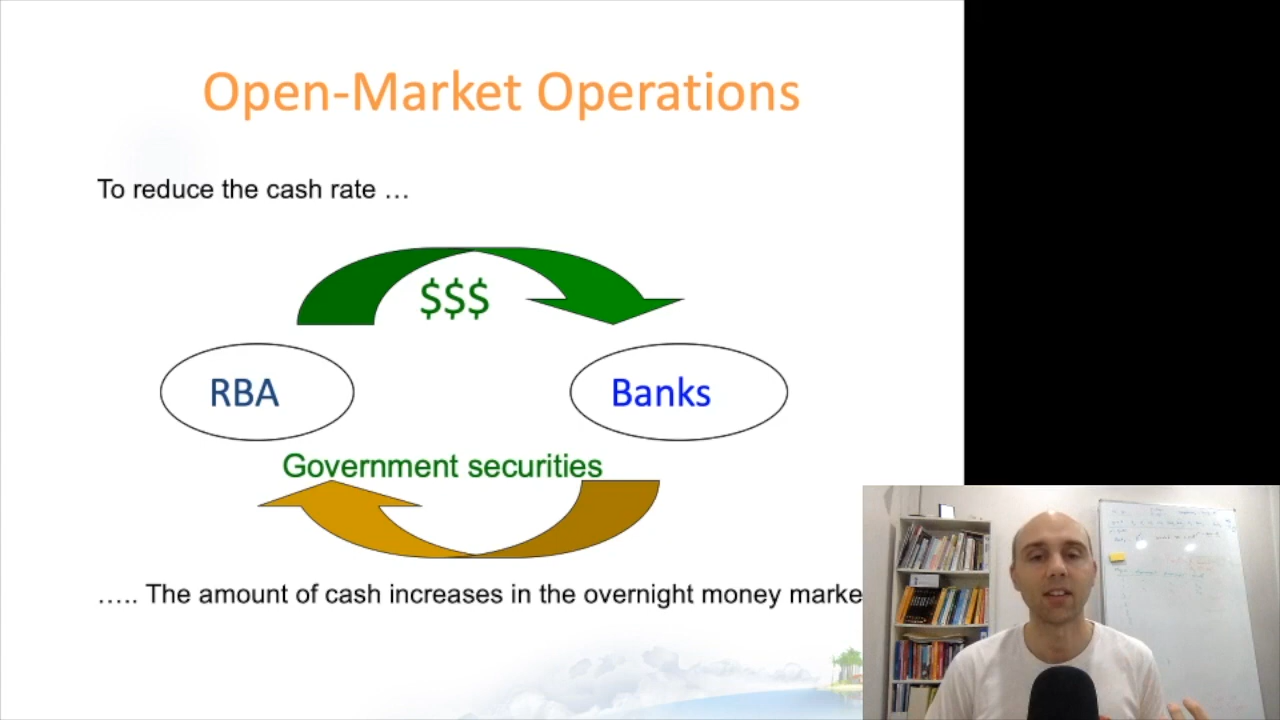 Open-Market Operations
To reduce the cash rate …
$$$
RBA
Banks
Government securities
….. The amount of cash increases in the overnight money marke